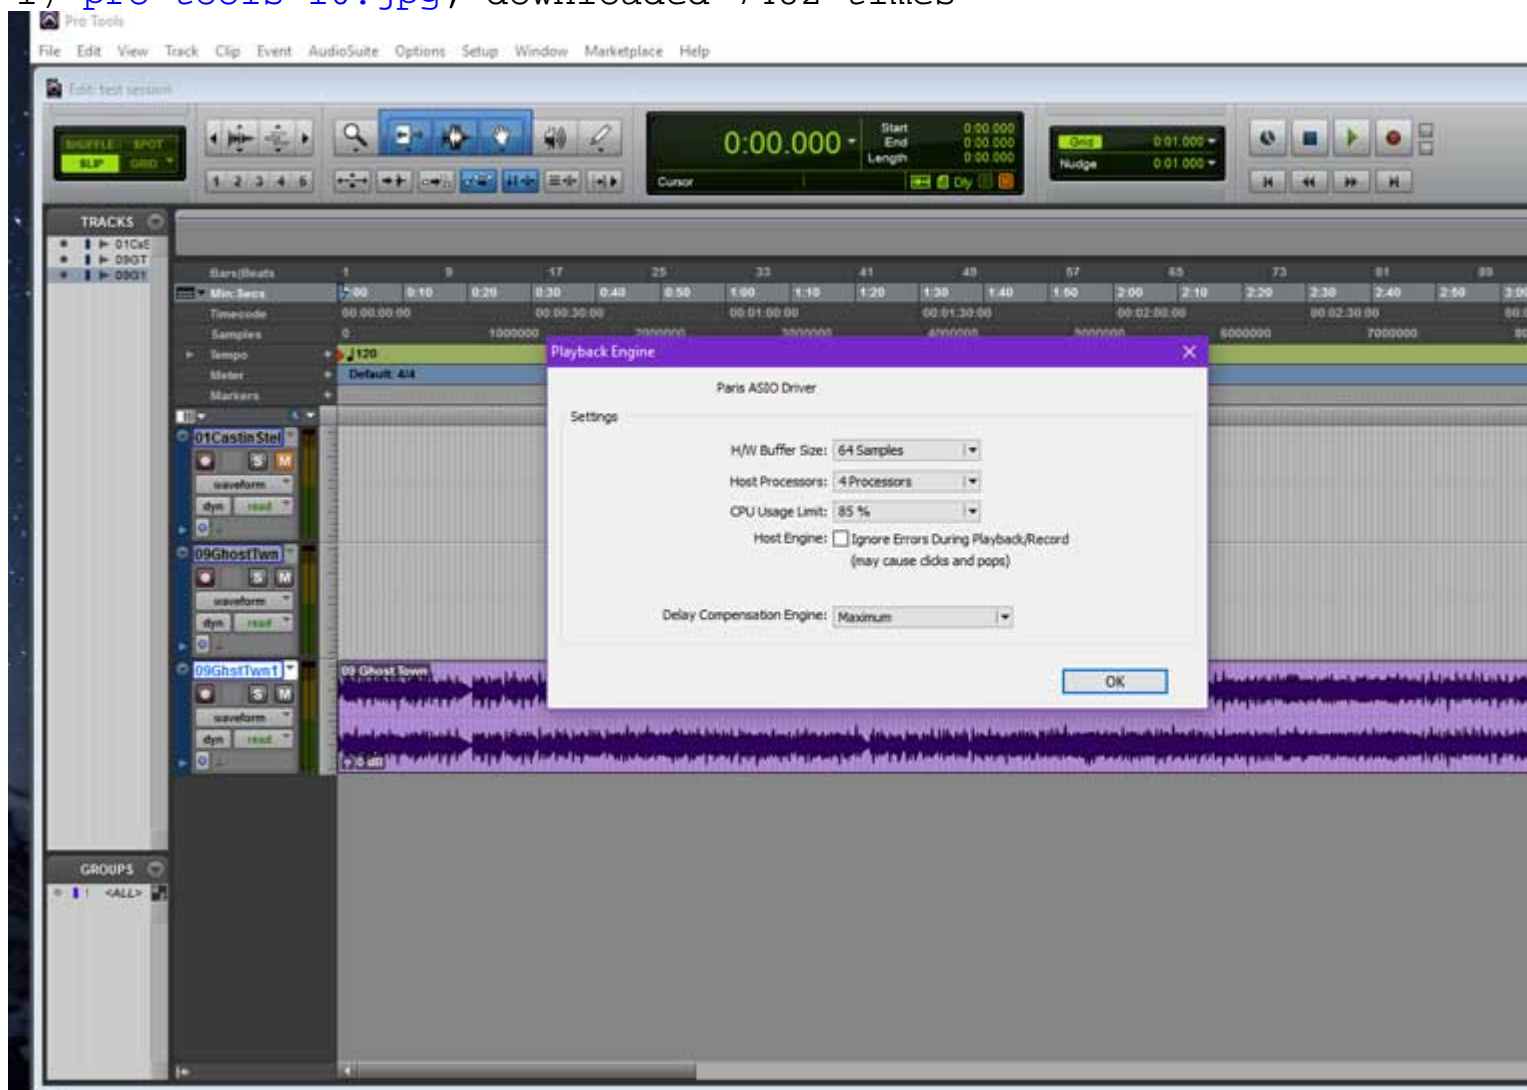 Pro Tools
File Edit View Track Clip Event AudioSuite Options Setup Window Marketplace Help
Edit: test session
SHUFFLE SPOT
SLIP GRID
1 2 3 4 5
0:00.000
Start 0:00.000
End 0:00.000
Length 0:00.000
Cursor
Dly
Grid 0:01.000
Nudge 0:01.000
TRACKS
01CaS
09GT
Bars|Beats 1 9 17 25 33 41 49 57 65 73 81 89
Min:Secs 0:00 0:10 0:20 0:30 0:40 0:50 1:00 1:10 1:20 1:30 1:40 1:50 2:00 2:10 2:20 2:30 2:40 2:50
Timecode 00:00:00:00 00:00:30:00 00:01:00:00 00:01:30:00 00:02:00:00 00:02:30:00
Samples 0 1000000 2000000 3000000 4000000 5000000 6000000 7000000
Tempo 120
Meter Default: 4/4
Markers
01CastinStel
S M
waveform
dyn read
09GhostTwn
S M
waveform
dyn read
09GhstTwn1
S M
waveform
dyn read
09 Ghost Town
0 dB
Playback Engine
Paris ASIO Driver
Settings
H/W Buffer Size: 64 Samples
Host Processors: 4 Processors
CPU Usage Limit: 85 %
Host Engine: Ignore Errors During Playback/Record
(may cause clicks and pops)
Delay Compensation Engine: Maximum
OK
GROUPS
! <ALL>